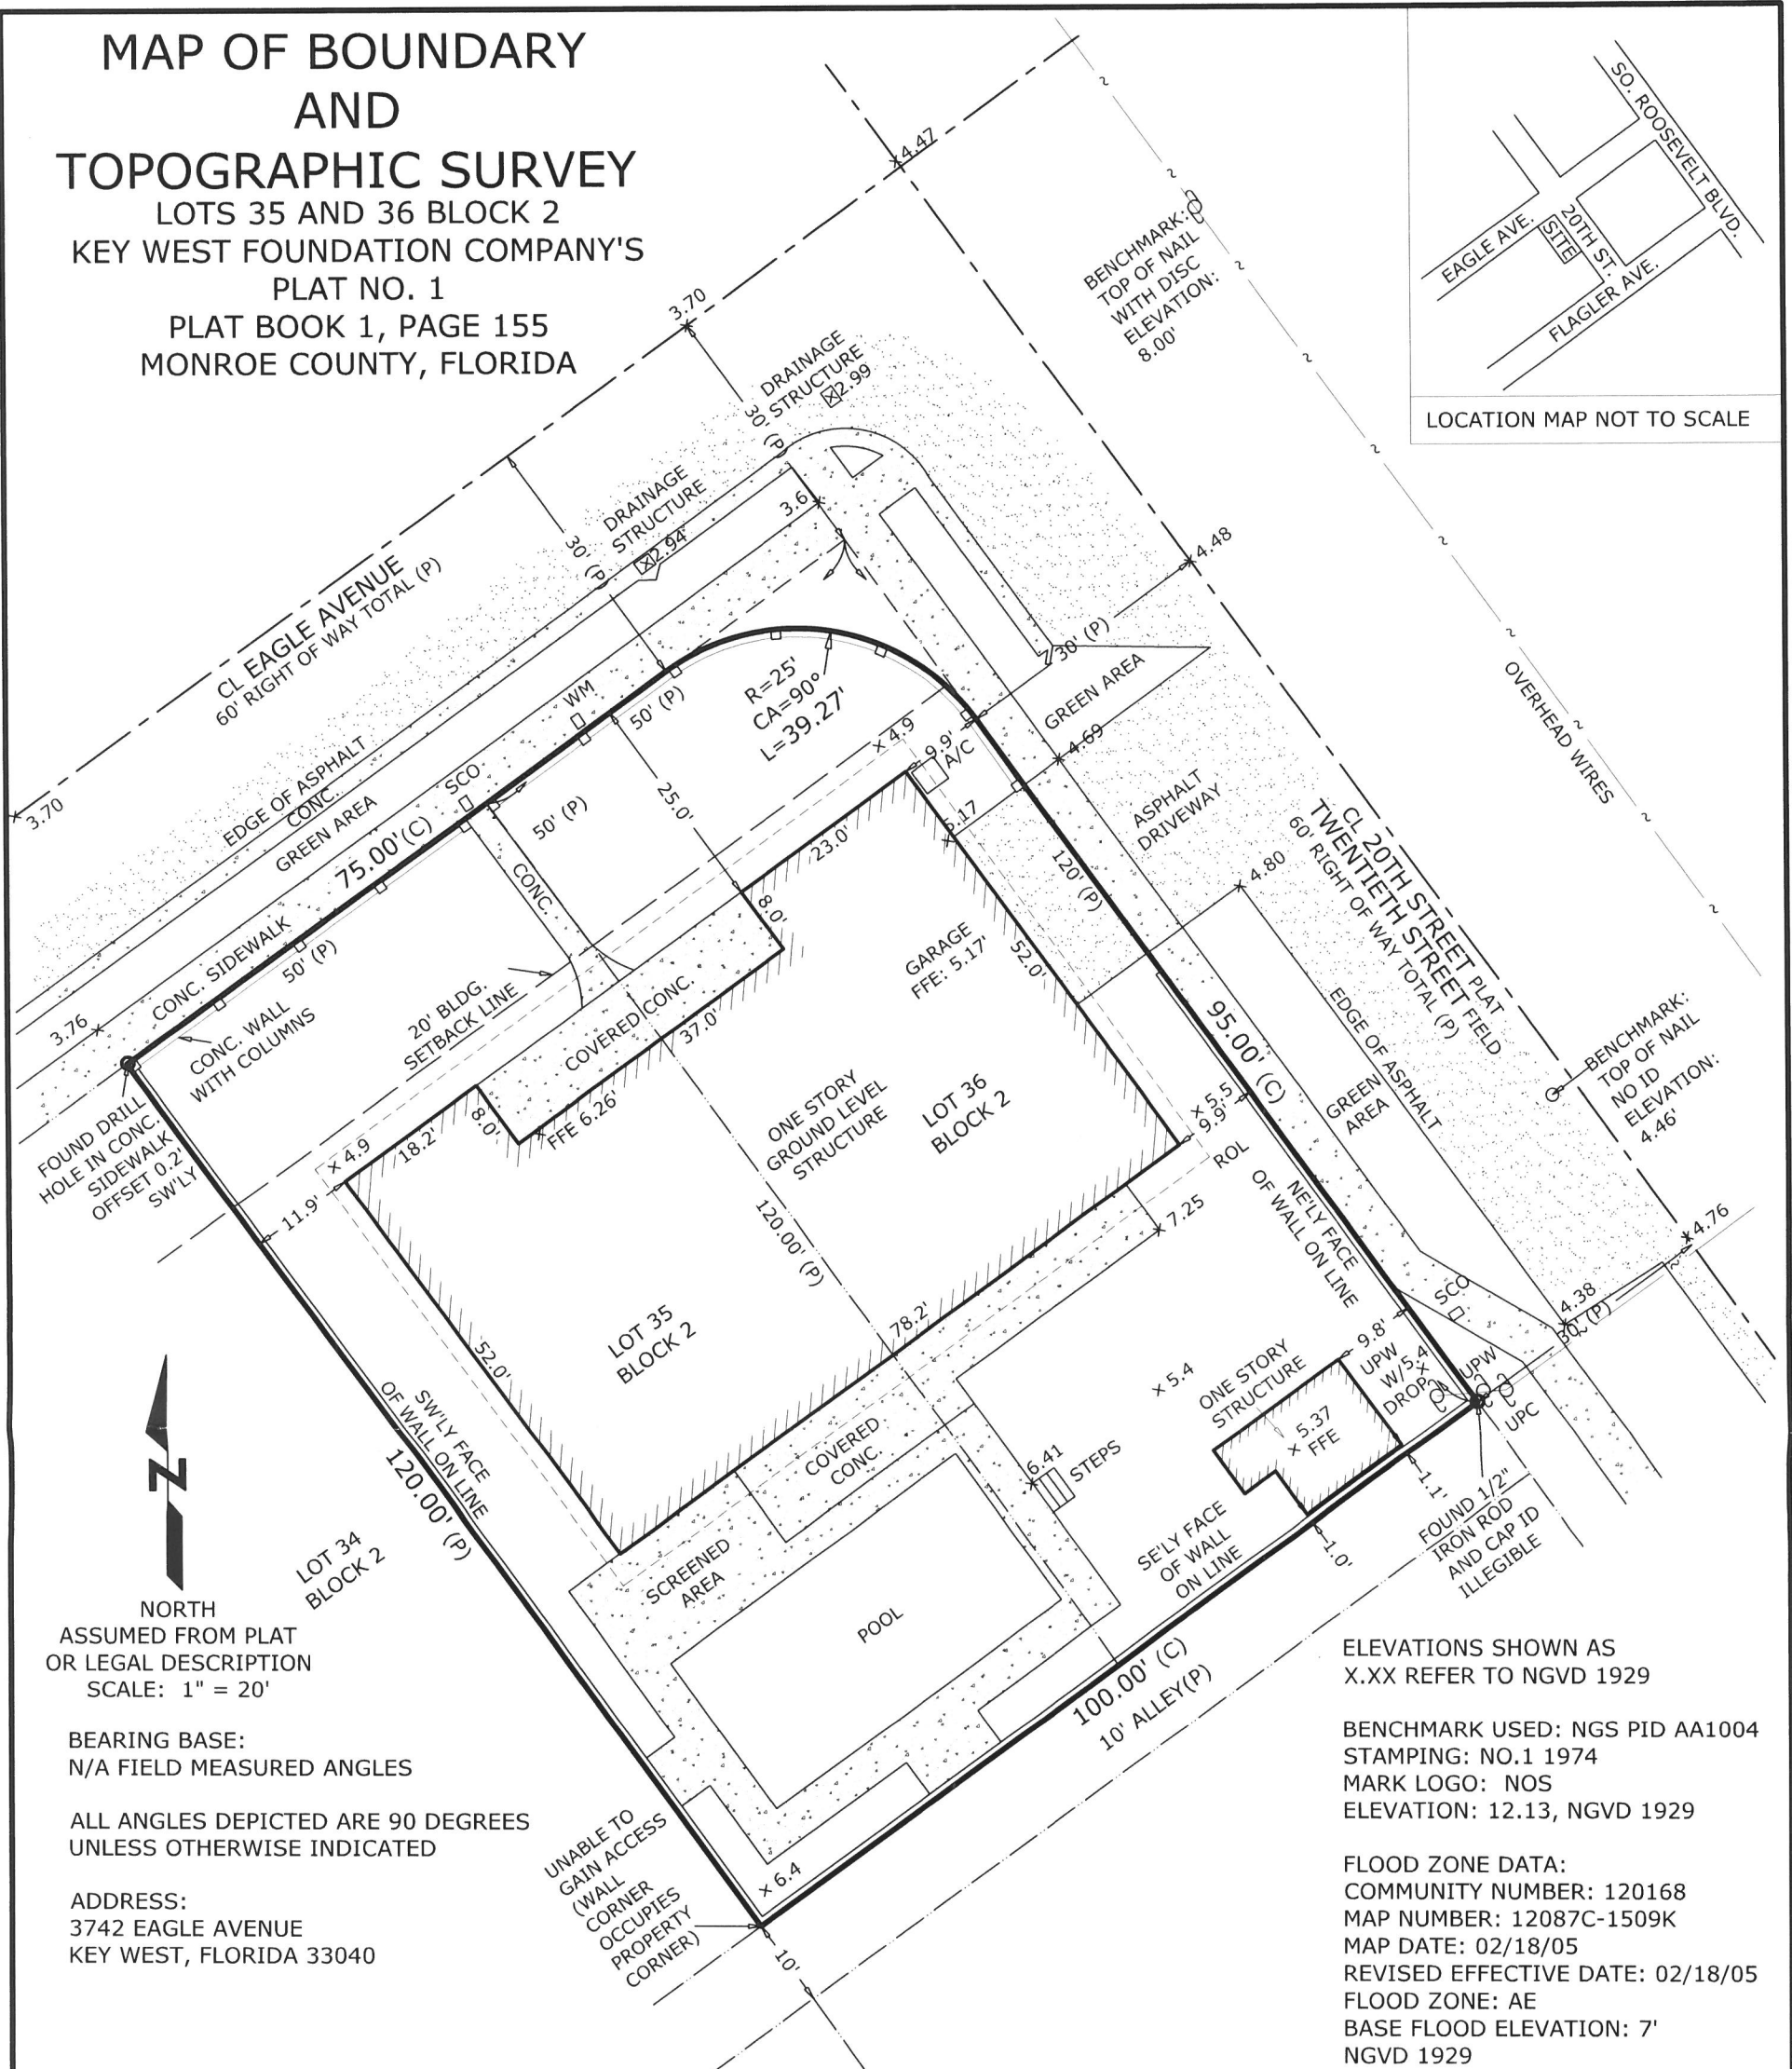 MAP OF BOUNDARY
AND
TOPOGRAPHIC SURVEY
LOTS 35 AND 36 BLOCK 2
KEY WEST FOUNDATION COMPANY'S
PLAT NO. 1
PLAT BOOK 1, PAGE 155
MONROE COUNTY, FLORIDA
SO. ROOSEVELT BLVD.
EAGLE AVE.
20TH ST.
SITE
FLAGLER AVE.
LOCATION MAP NOT TO SCALE
4.47
3.70
BENCHMARK:
TOP OF NAIL
WITH DISC
ELEVATION:
8.00'
DRAINAGE
STRUCTURE
2.99
30' (P)
DRAINAGE
STRUCTURE
2.94
30' (P)
3.6
4.48
CL EAGLE AVENUE
60' RIGHT OF WAY TOTAL (P)
3.70
30' (P)
GREEN AREA
OVERHEAD WIRES
R=25'
CA=90°
L=39.27'
WM
50' (P)
4.9
9.9'
A/C
4.69
SCO
EDGE OF ASPHALT
CONC.
GREEN AREA
75.00'(C)
50' (P)
25.0'
23.0'
5.17
ASPHALT
DRIVEWAY
120' (P)
4.80
CL 20TH STREET PLAT
TWENTIETH STREET FIELD
60' RIGHT OF WAY TOTAL (P)
CONC.
8.0'
GARAGE
FFE: 5.17'
52.0'
CONC. SIDEWALK
50' (P)
3.76
CONC. WALL
WITH COLUMNS
20' BLDG.
SETBACK LINE
COVERED CONC.
37.0'
95.00' (C)
EDGE OF ASPHALT
BENCHMARK:
TOP OF NAIL
NO ID
ELEVATION:
4.46'
FOUND DRILL
HOLE IN CONC.
SIDEWALK
OFFSET 0.2'
SW'LY
4.9
18.2'
8.0'
FFE 6.26'
ONE STORY
GROUND LEVEL
STRUCTURE
LOT 36
BLOCK 2
5.5
9.9'
ROL
GREEN
AREA
11.9'
NE'LY FACE
OF WALL ON LINE
7.25
120.00' (P)
4.76
SCO
4.38
30' (P)
LOT 35
BLOCK 2
78.2'
52.0'
SW'LY FACE
OF WALL ON LINE
120.00' (P)
5.4
ONE STORY
STRUCTURE
9.8'
UPW
W/5.4
DROP
UPW
UPC
5.37
FFE
COVERED
CONC.
6.41
STEPS
1.1'
1.0'
FOUND 1/2"
IRON ROD
AND CAP ID
ILLEGIBLE
SE'LY FACE
OF WALL
ON LINE
LOT 34
BLOCK 2
SCREENED
AREA
POOL
100.00' (C)
10' ALLEY(P)
N
NORTH
ASSUMED FROM PLAT
OR LEGAL DESCRIPTION
SCALE: 1" = 20'
BEARING BASE:
N/A FIELD MEASURED ANGLES
ALL ANGLES DEPICTED ARE 90 DEGREES
UNLESS OTHERWISE INDICATED
ADDRESS:
3742 EAGLE AVENUE
KEY WEST, FLORIDA 33040
UNABLE TO
GAIN ACCESS
(WALL
CORNER
OCCUPIES
PROPERTY
CORNER)
6.4
10'
ELEVATIONS SHOWN AS
X.XX REFER TO NGVD 1929
BENCHMARK USED: NGS PID AA1004
STAMPING: NO.1 1974
MARK LOGO: NOS
ELEVATION: 12.13, NGVD 1929
FLOOD ZONE DATA:
COMMUNITY NUMBER: 120168
MAP NUMBER: 12087C-1509K
MAP DATE: 02/18/05
REVISED EFFECTIVE DATE: 02/18/05
FLOOD ZONE: AE
BASE FLOOD ELEVATION: 7'
NGVD 1929